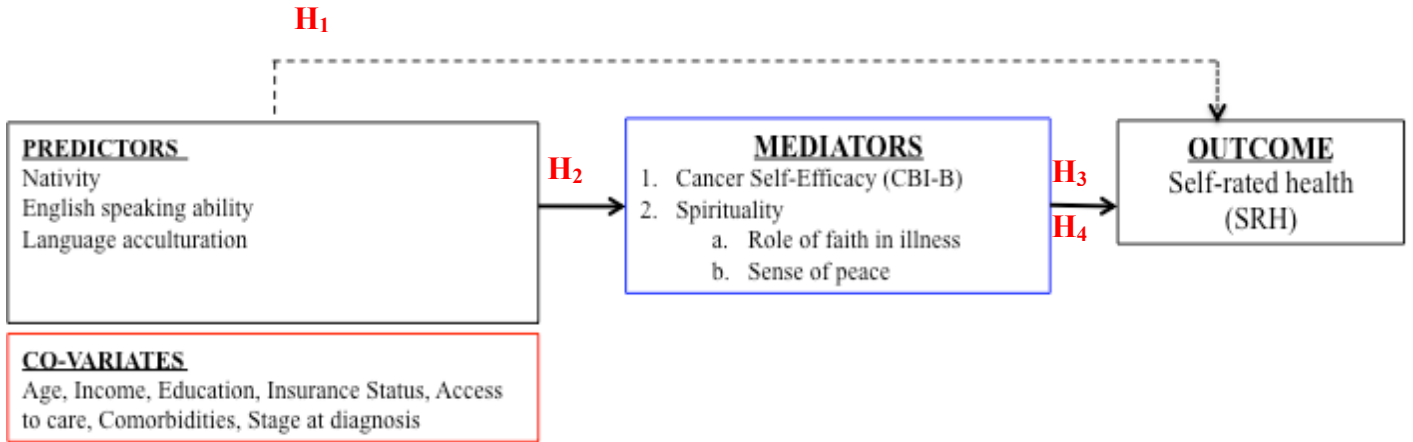 H₁
PREDICTORS
Nativity
English speaking ability
Language acculturation
H₂
MEDIATORS
1. Cancer Self-Efficacy (CBI-B)
2. Spirituality
a. Role of faith in illness
b. Sense of peace
H₃
H₄
OUTCOME
Self-rated health
(SRH)
CO-VARIATES
Age, Income, Education, Insurance Status, Access
to care, Comorbidities, Stage at diagnosis